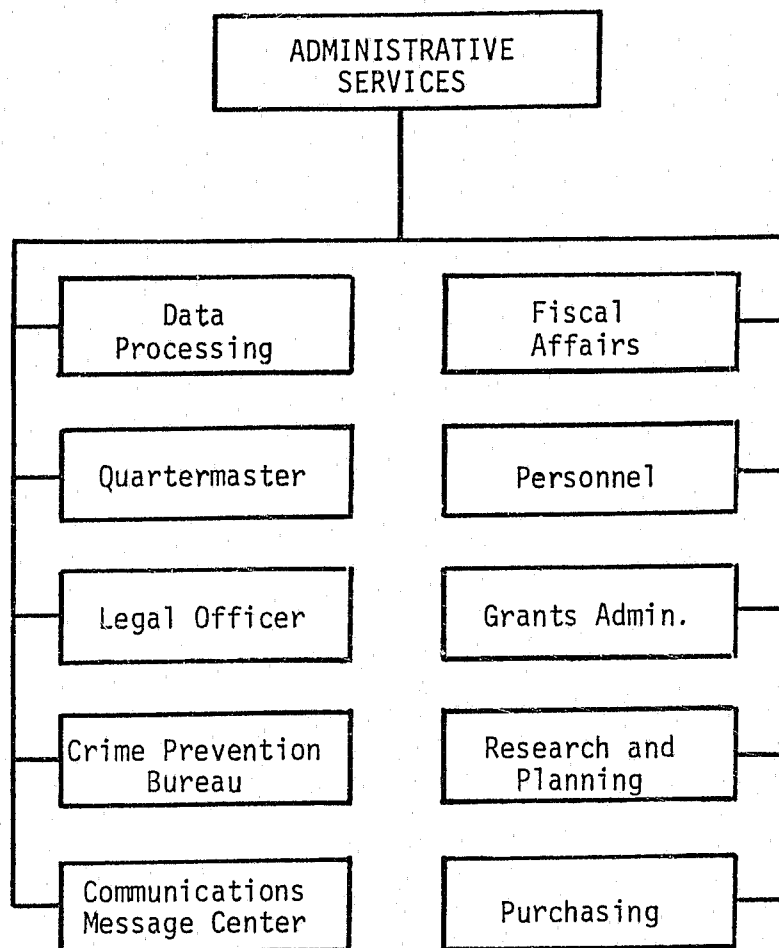 ADMINISTRATIVE
SERVICES
Data
Processing
Fiscal
Affairs
Quartermaster
Personnel
Legal Officer
Grants Admin.
Crime Prevention
Bureau
Research and
Planning
Communications
Message Center
Purchasing